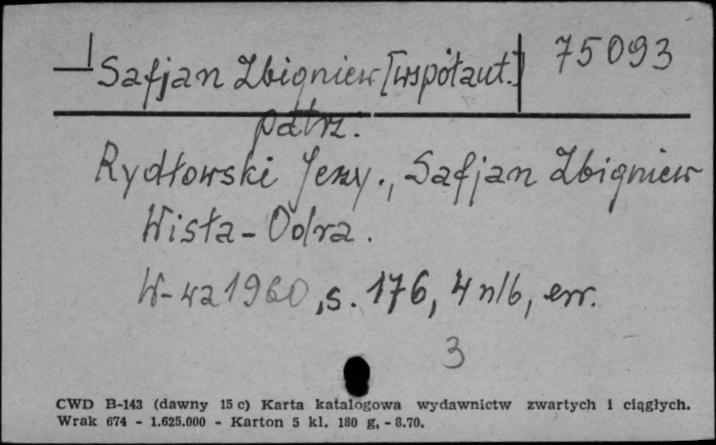 Safjan Zbigniew [współaut.] 75093
patrz:
Rydłowski Jerzy., Safjan Zbigniew
Wisła-Odra.
W-wa 1960, s. 176, 4 nlb, err.
3
CWD B-143 (dawny 15 c) Karta katalogowa wydawnictw zwartych i ciągłych.
Wrak 674 - 1.625.000 - Karton 5 kl. 180 g. - 8.70.